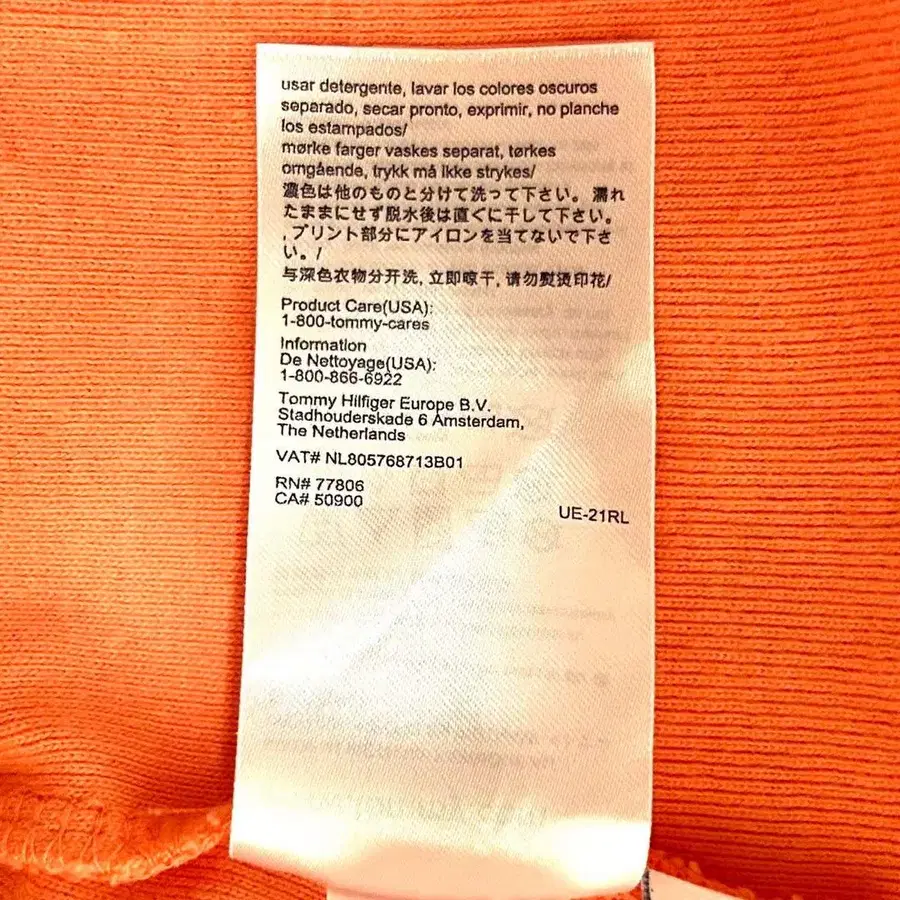 usar detergente, lavar los colores oscuros
separado, secar pronto, exprimir, no planche
los estampados/
mørke farger vaskes separat, tørkes
omgående, trykk må ikke strykes/
濃色は他のものと分けて洗って下さい。濡れ
たままにせず脱水後は直ぐに干して下さい。
,プリント部分にアイロンを当てないで下さ
い。/
与深色衣物分开洗, 立即晾干, 请勿熨烫印花/
Product Care(USA):
1-800-tommy-cares
Information
De Nettoyage(USA):
1-800-866-6922
Tommy Hilfiger Europe B.V.
Stadhouderskade 6 Amsterdam,
The Netherlands
VAT# NL805768713B01
RN# 77806
CA# 50900
UE-21RL